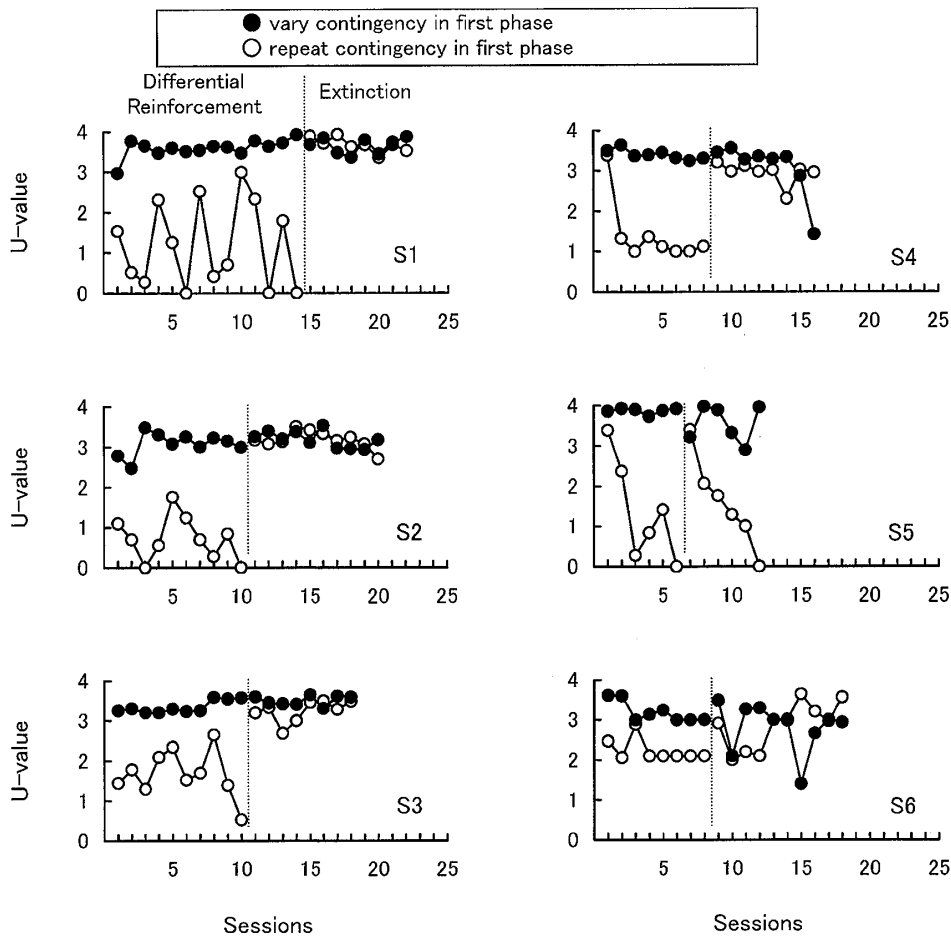 ● vary contingency in first phase
○ repeat contingency in first phase
Differential
Reinforcement
Extinction
U-value
4
3
2
1
0
S1
5 10 15 20 25
4
3
2
1
0
S4
5 10 15 20 25
U-value
4
3
2
1
0
S2
5 10 15 20 25
4
3
2
1
0
S5
5 10 15 20 25
U-value
4
3
2
1
0
S3
5 10 15 20 25
4
3
2
1
0
S6
5 10 15 20 25
Sessions
Sessions